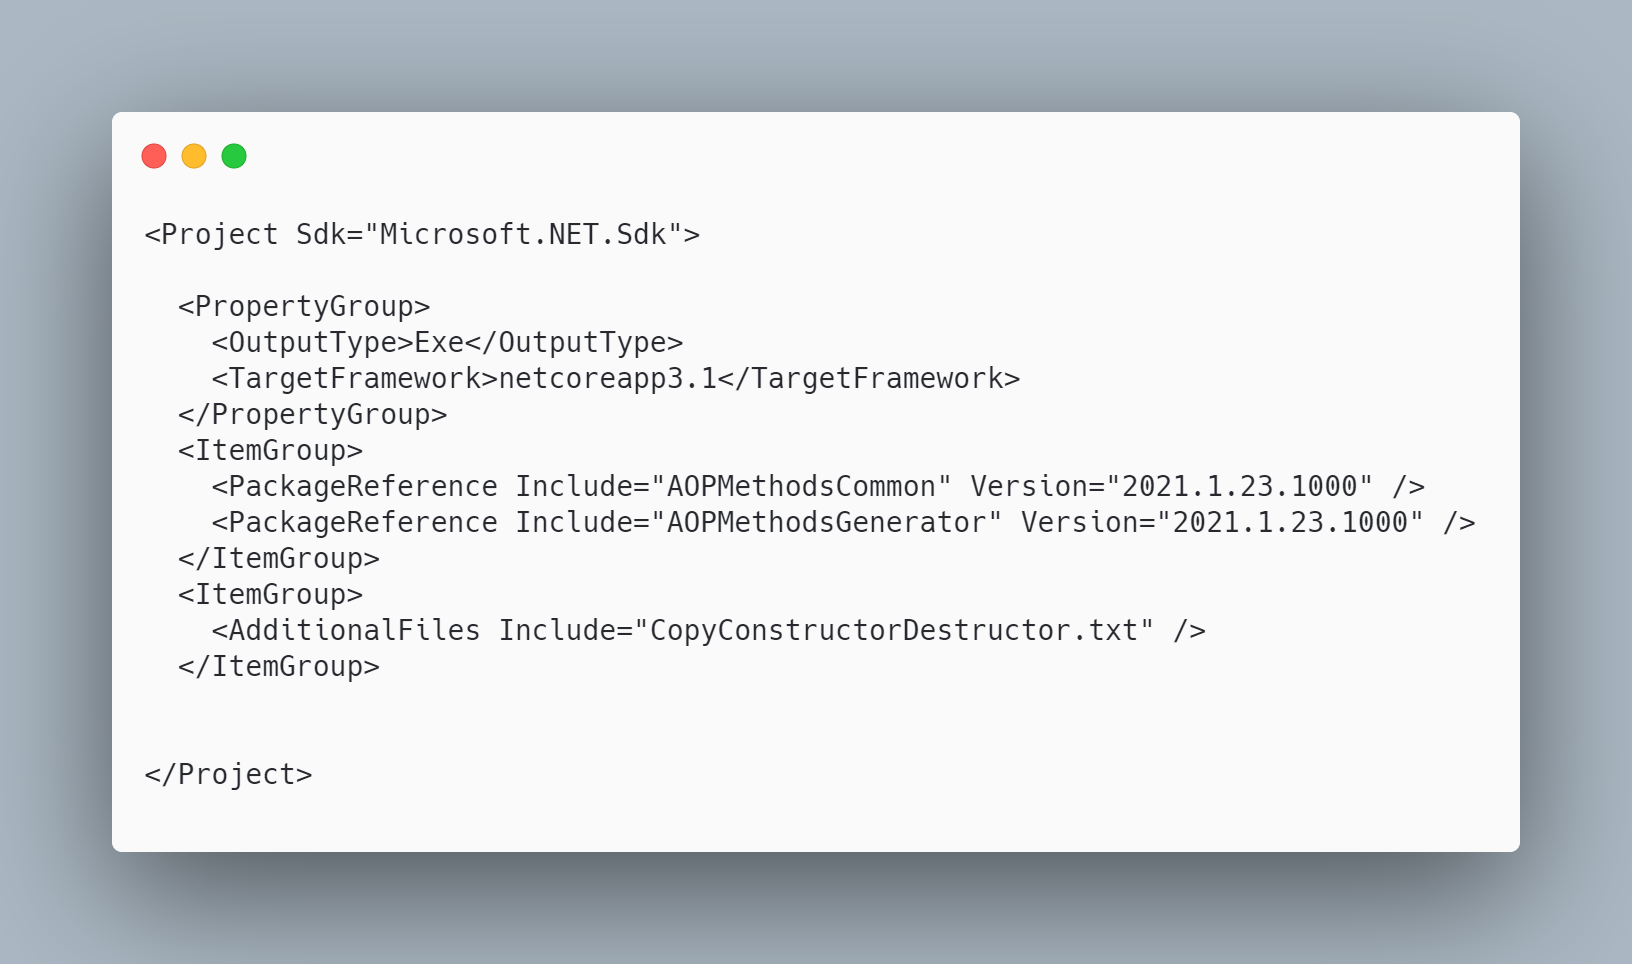 <Project Sdk="Microsoft.NET.Sdk">
  <PropertyGroup>
    <OutputType>Exe</OutputType>
    <TargetFramework>netcoreapp3.1</TargetFramework>
  </PropertyGroup>
  <ItemGroup>
    <PackageReference Include="AOPMethodsCommon" Version="2021.1.23.1000" />
    <PackageReference Include="AOPMethodsGenerator" Version="2021.1.23.1000" />
  </ItemGroup>
  <ItemGroup>
    <AdditionalFiles Include="CopyConstructorDestructor.txt" />
  </ItemGroup>
</Project>